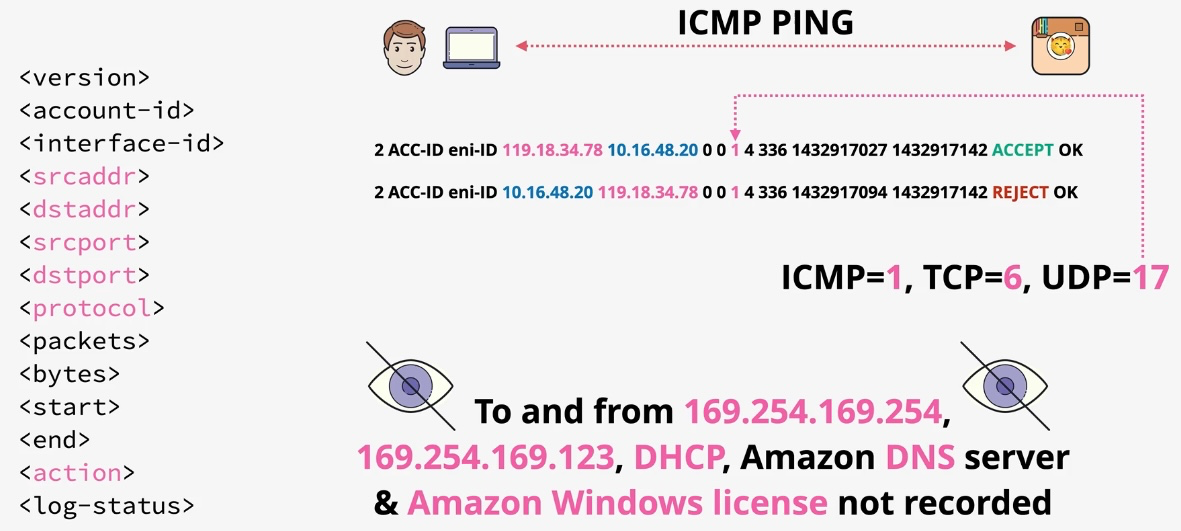 ICMP PING
<version>
<account-id>
<interface-id>
<srcaddr>
<dstaddr>
<srcport>
<dstport>
<protocol>
<packets>
<bytes>
<start>
<end>
<action>
<log-status>
2 ACC-ID eni-ID 119.18.34.78 10.16.48.20 0 0 1 4 336 1432917027 1432917142 ACCEPT OK
2 ACC-ID eni-ID 10.16.48.20 119.18.34.78 0 0 1 4 336 1432917094 1432917142 REJECT OK
ICMP=1, TCP=6, UDP=17
To and from 169.254.169.254,
169.254.169.123, DHCP, Amazon DNS server
& Amazon Windows license not recorded